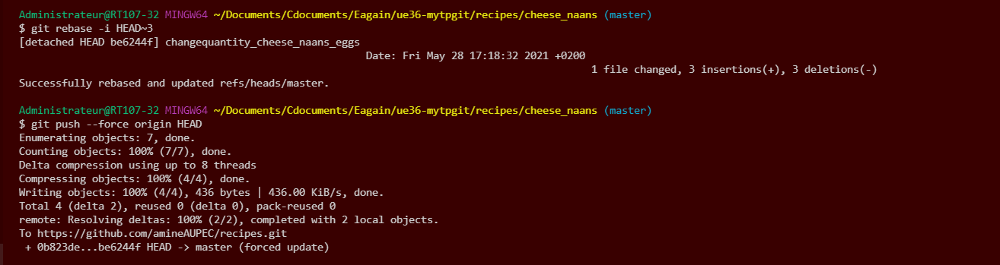 Administrateur@RT107-32 MINGW64 ~/Documents/Cdocuments/Eagain/ue36-mytpgit/recipes/cheese_naans (master)
$ git rebase -i HEAD~3
[detached HEAD be6244f] changequantity_cheese_naans_eggs
Date: Fri May 28 17:18:32 2021 +0200
1 file changed, 3 insertions(+), 3 deletions(-)
Successfully rebased and updated refs/heads/master.
Administrateur@RT107-32 MINGW64 ~/Documents/Cdocuments/Eagain/ue36-mytpgit/recipes/cheese_naans (master)
$ git push --force origin HEAD
Enumerating objects: 7, done.
Counting objects: 100% (7/7), done.
Delta compression using up to 8 threads
Compressing objects: 100% (4/4), done.
Writing objects: 100% (4/4), 436 bytes | 436.00 KiB/s, done.
Total 4 (delta 2), reused 0 (delta 0), pack-reused 0
remote: Resolving deltas: 100% (2/2), completed with 2 local objects.
To https://github.com/amineAUPEC/recipes.git
+ 0b823de...be6244f HEAD -> master (forced update)